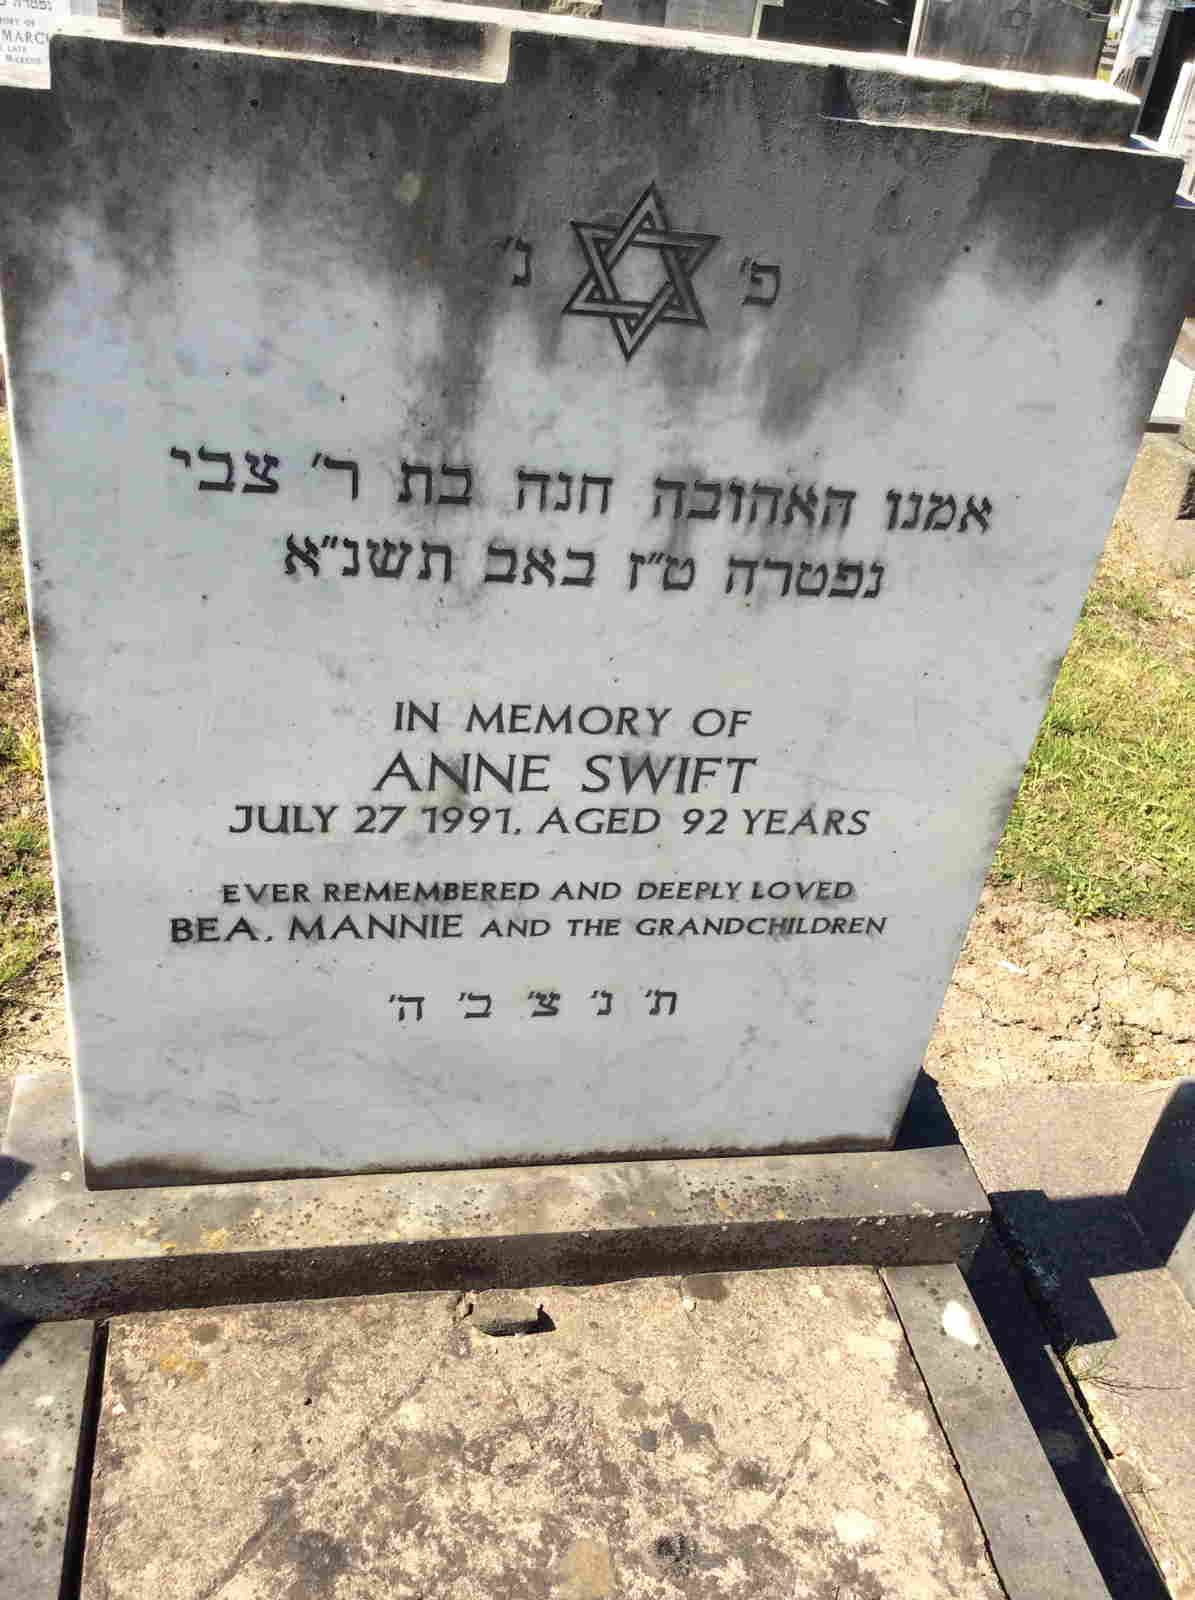 פ' נ'
אמנו האהובה חנה בת ר' צבי
נפטרה ט"ז באב תשנ"א
IN MEMORY OF
ANNE SWIFT
JULY 27 1991, AGED 92 YEARS
EVER REMEMBERED AND DEEPLY LOVED
BEA, MANNIE AND THE GRANDCHILDREN
ת' נ' צ' ב' ה'